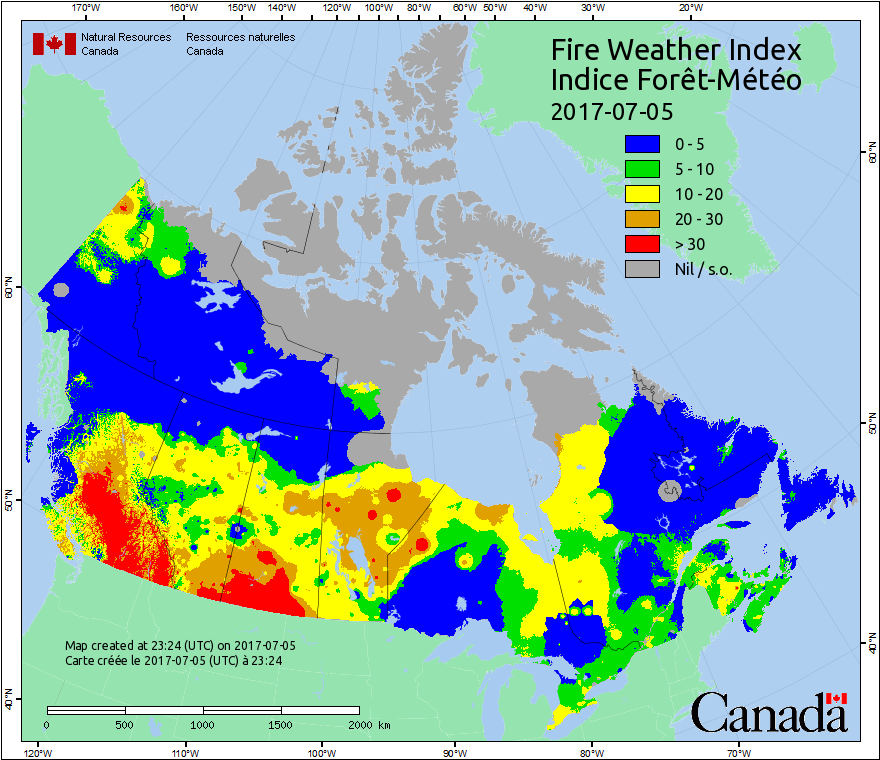 170°W 160°W 150°W 140°W 120°W 100°W 80°W 60°W 50°W 40°W 30°W 20°W
Natural Resources Ressources naturelles
Canada Canada
Fire Weather Index
Indice Forêt-Météo
2017-07-05
0 - 5
5 - 10
10 - 20
20 - 30
> 30
Nil / s.o.
60°N
60°N
50°N
50°N
40°N
40°N
Map created at 23:24 (UTC) on 2017-07-05
Carte créée le 2017-07-05 (UTC) à 23:24
0 500 1000 1500 2000 km
Canada
120°W 110°W 100°W 90°W 80°W 70°W